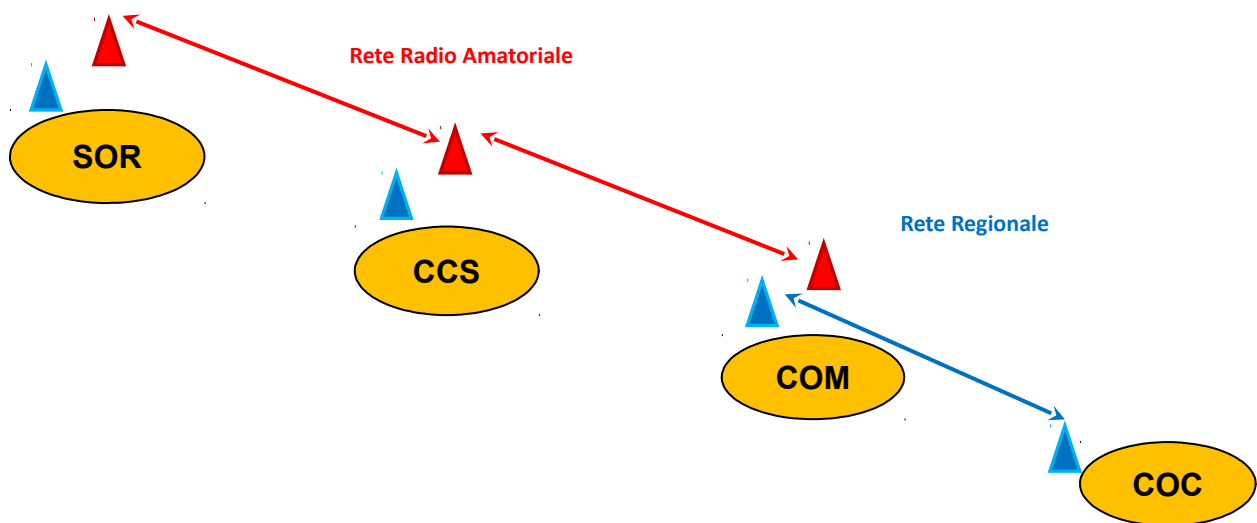 Rete Radio Amatoriale
SOR
CCS
Rete Regionale
COM
COC